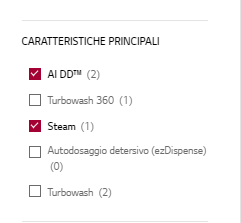 CARATTERISTICHE PRINCIPALI
AI DD™ (2)
Turbowash 360 (1)
Steam (1)
Autodosaggio detersivo (ezDispense)
(0)
Turbowash (2)